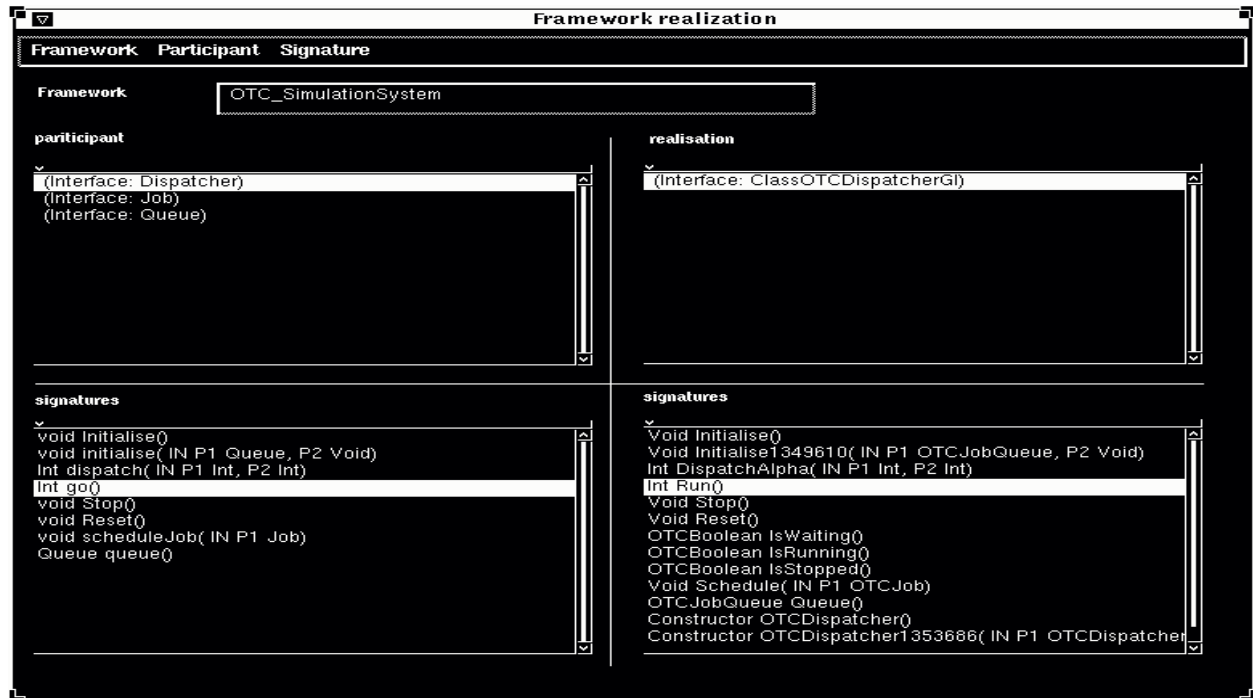 Framework realization
Framework Participant Signature
Framework OTC_SimulationSystem
pariticipant
(Interface: Dispatcher)
(Interface: Job)
(Interface: Queue)
realisation
(Interface: ClassOTCDispatcherGI)
signatures
void Initialise()
void initialise( IN P1 Queue, P2 Void)
Int dispatch( IN P1 Int, P2 Int)
Int go()
void Stop()
void Reset()
void scheduleJob( IN P1 Job)
Queue queue()
signatures
Void Initialise()
Void Initialise1349610( IN P1 OTCJobQueue, P2 Void)
Int DispatchAlpha( IN P1 Int, P2 Int)
Int Run()
Void Stop()
Void Reset()
OTCBoolean IsWaiting()
OTCBoolean IsRunning()
OTCBoolean IsStopped()
Void Schedule( IN P1 OTCJob)
OTCJobQueue Queue()
Constructor OTCDispatcher()
Constructor OTCDispatcher1353686( IN P1 OTCDispatcher